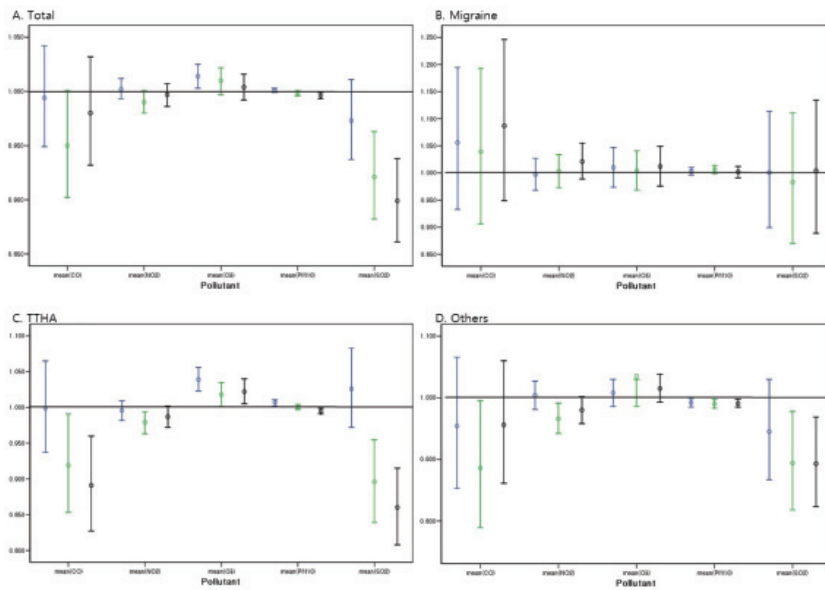 A. Total
1.050
1.000
0.950
0.900
0.850
mean(CO) mean(NO2) mean(O3) mean(PM10) mean(SO2)
Pollutant
B. Migraine
1.250
1.200
1.150
1.100
1.050
1.000
0.950
0.900
0.850
mean(CO) mean(NO2) mean(O3) mean(PM10) mean(SO2)
Pollutant
C. TTHA
1.100
1.050
1.000
0.950
0.900
0.850
0.800
mean(CO) mean(NO2) mean(O3) mean(PM10) mean(SO2)
Pollutant
D. Others
1.100
1.000
0.900
0.800
mean(CO) mean(NO2) mean(O3) mean(PM10) mean(SO2)
Pollutant